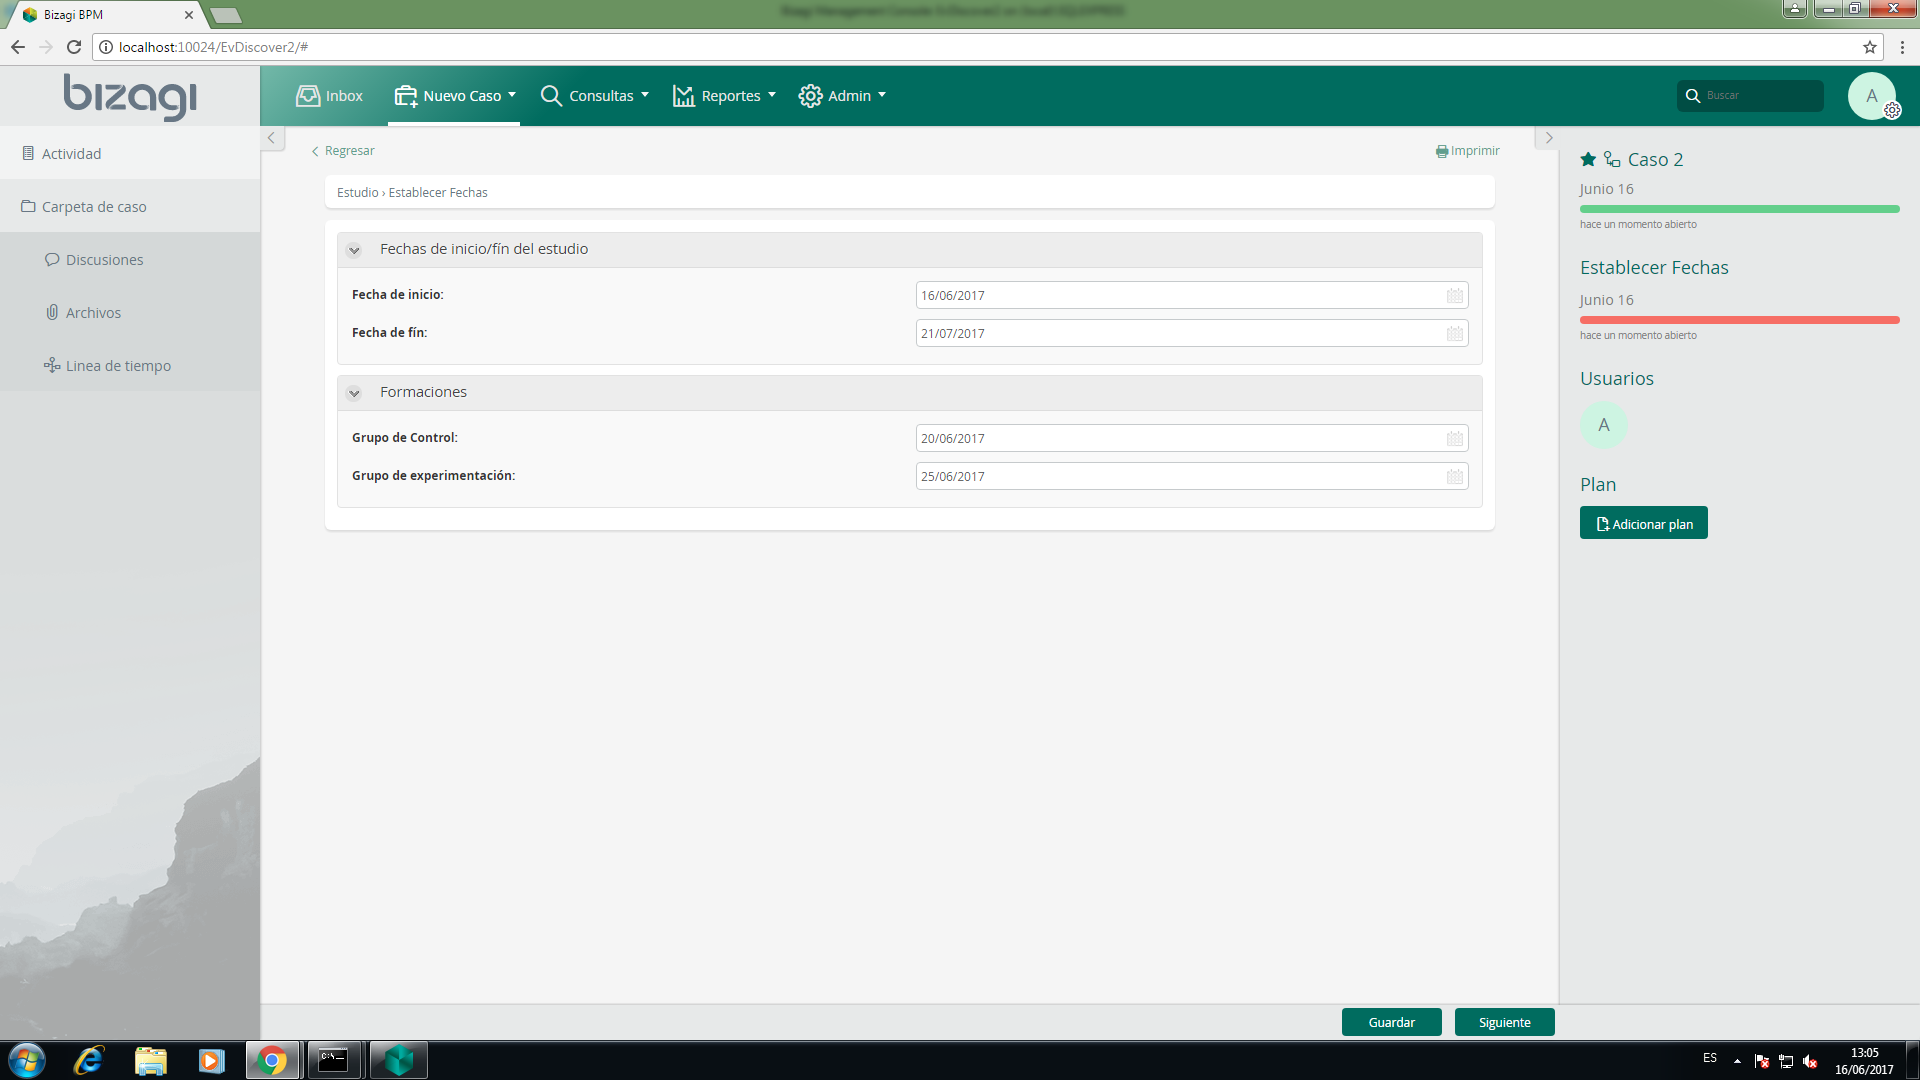 Bizagi BPM
localhost:10024/EvDiscover2/#
bizagi
Inbox
Nuevo Caso
Consultas
Reportes
Admin
Buscar
A
Actividad
Carpeta de caso
Discusiones
Archivos
Linea de tiempo
Regresar
Imprimir
Estudio › Establecer Fechas
Fechas de inicio/fín del estudio
Fecha de inicio:
16/06/2017
Fecha de fín:
21/07/2017
Formaciones
Grupo de Control:
20/06/2017
Grupo de experimentación:
25/06/2017
Caso 2
Junio 16
hace un momento abierto
Establecer Fechas
Junio 16
hace un momento abierto
Usuarios
A
Plan
Adicionar plan
Guardar
Siguiente
C:\_
ES
13:05
16/06/2017